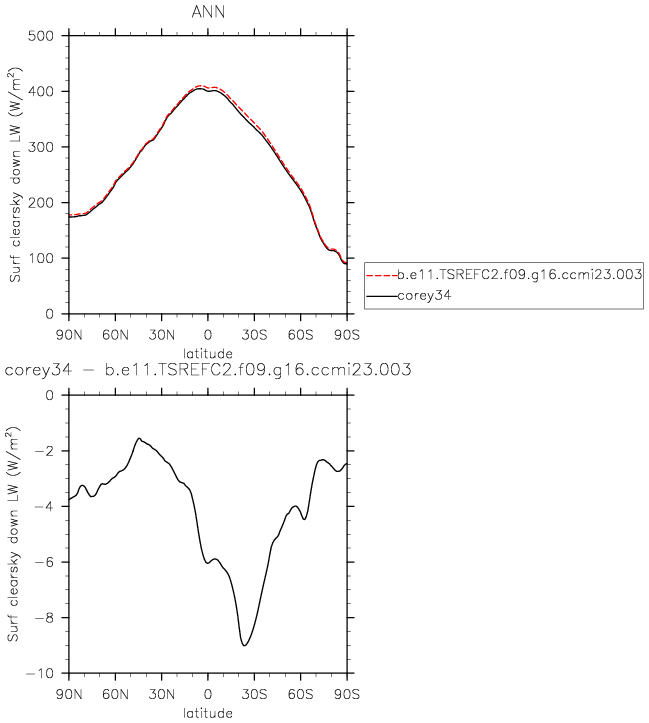 ANN
Surf clearsky down LW (W/m²)
500
400
300
200
100
0
90N 60N 30N 0 30S 60S 90S
latitude
b.e11.TSREFC2.f09.g16.ccmi23.003
corey34
corey34 − b.e11.TSREFC2.f09.g16.ccmi23.003
Surf clearsky down LW (W/m²)
0
−2
−4
−6
−8
−10
90N 60N 30N 0 30S 60S 90S
latitude